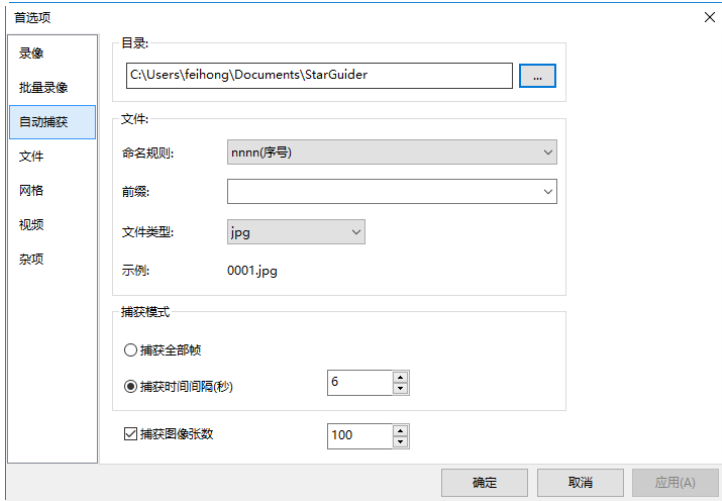 首选项
录像
批量录像
自动捕获
文件
网格
视频
杂项
目录:
C:\Users\feihong\Documents\StarGuider
...
文件:
命名规则: nnnn(序号)
前缀:
文件类型: jpg
示例: 0001.jpg
捕获模式
捕获全部帧
捕获时间间隔(秒) 6
捕获图像张数 100
确定 取消 应用(A)